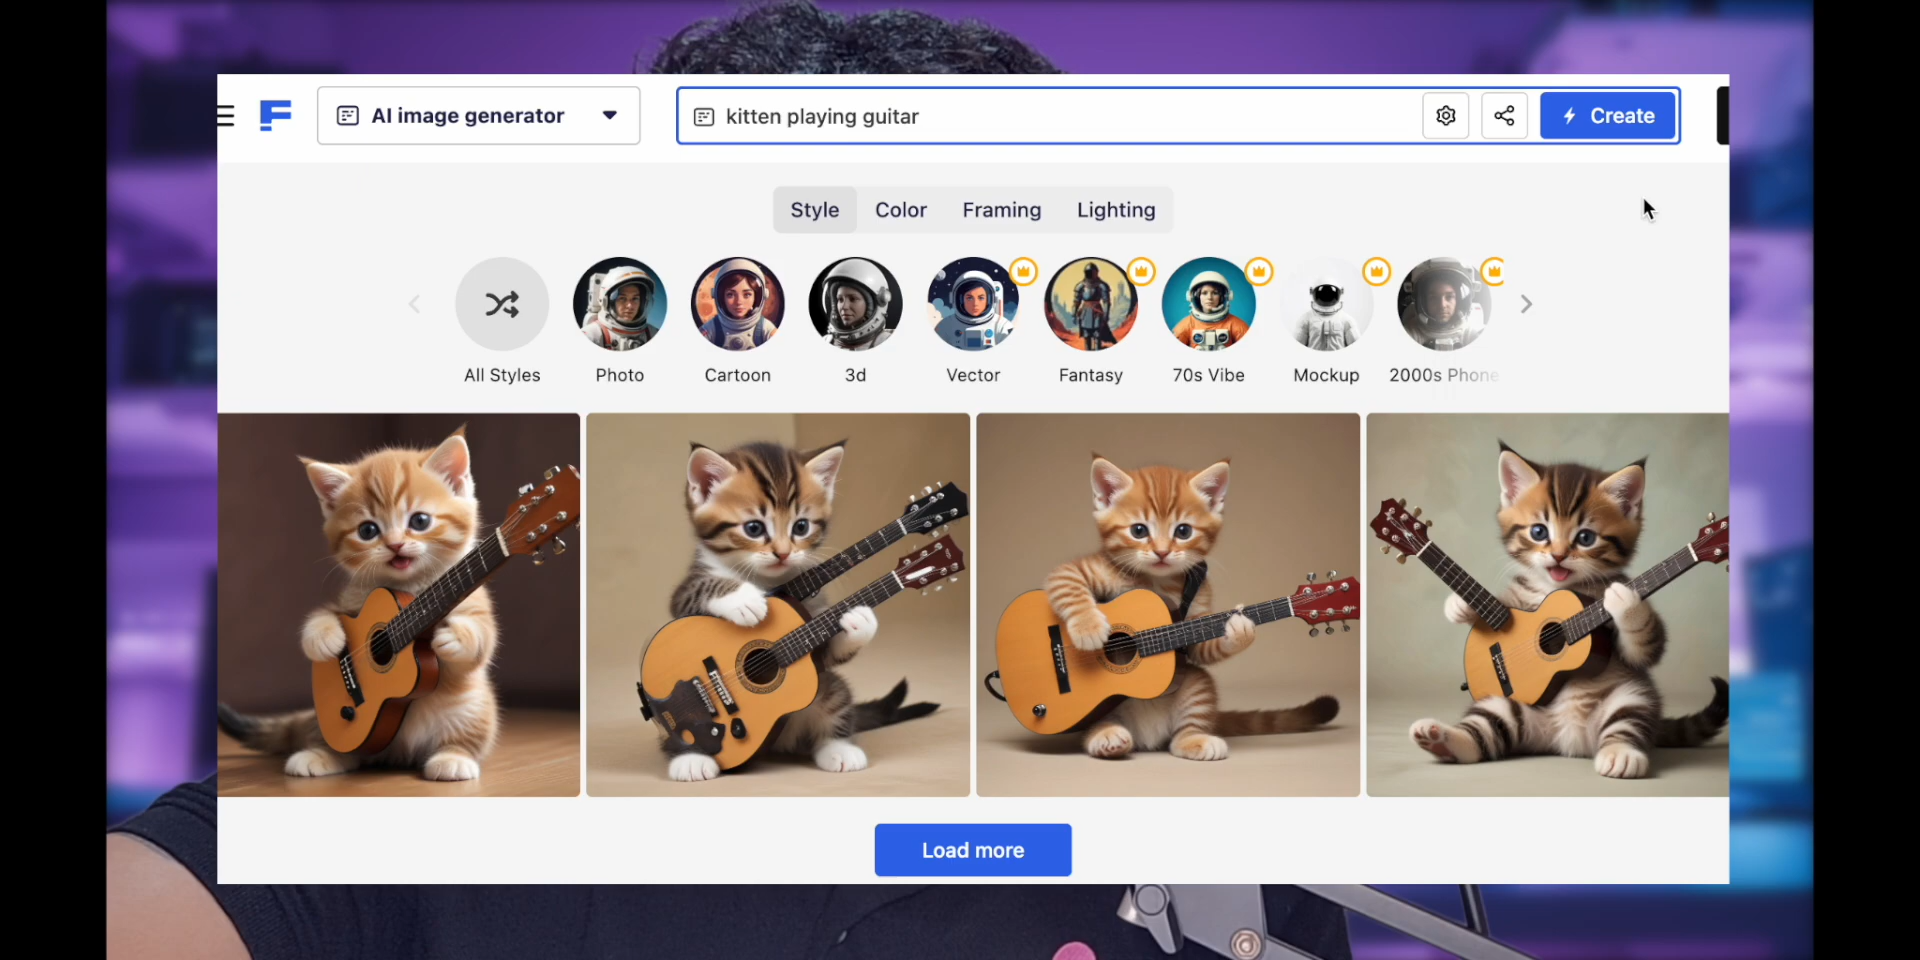 AI image generator
kitten playing guitar
Create
Style
Color
Framing
Lighting
All Styles
Photo
Cartoon
3d
Vector
Fantasy
70s Vibe
Mockup
2000s Phone
Load more